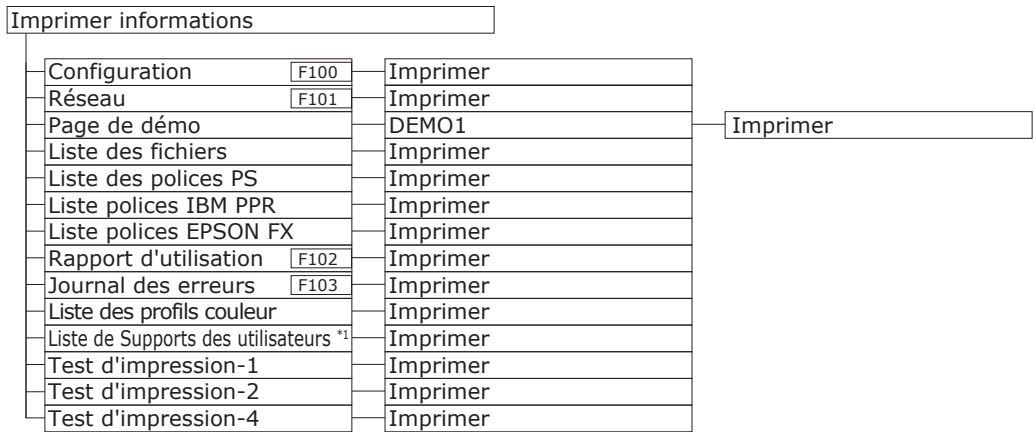 Imprimer informations
Configuration F100 Imprimer
Réseau F101 Imprimer
Page de démo DEMO1 Imprimer
Liste des fichiers Imprimer
Liste des polices PS Imprimer
Liste polices IBM PPR Imprimer
Liste polices EPSON FX Imprimer
Rapport d'utilisation F102 Imprimer
Journal des erreurs F103 Imprimer
Liste des profils couleur Imprimer
Liste de Supports des utilisateurs *1 Imprimer
Test d'impression-1 Imprimer
Test d'impression-2 Imprimer
Test d'impression-4 Imprimer